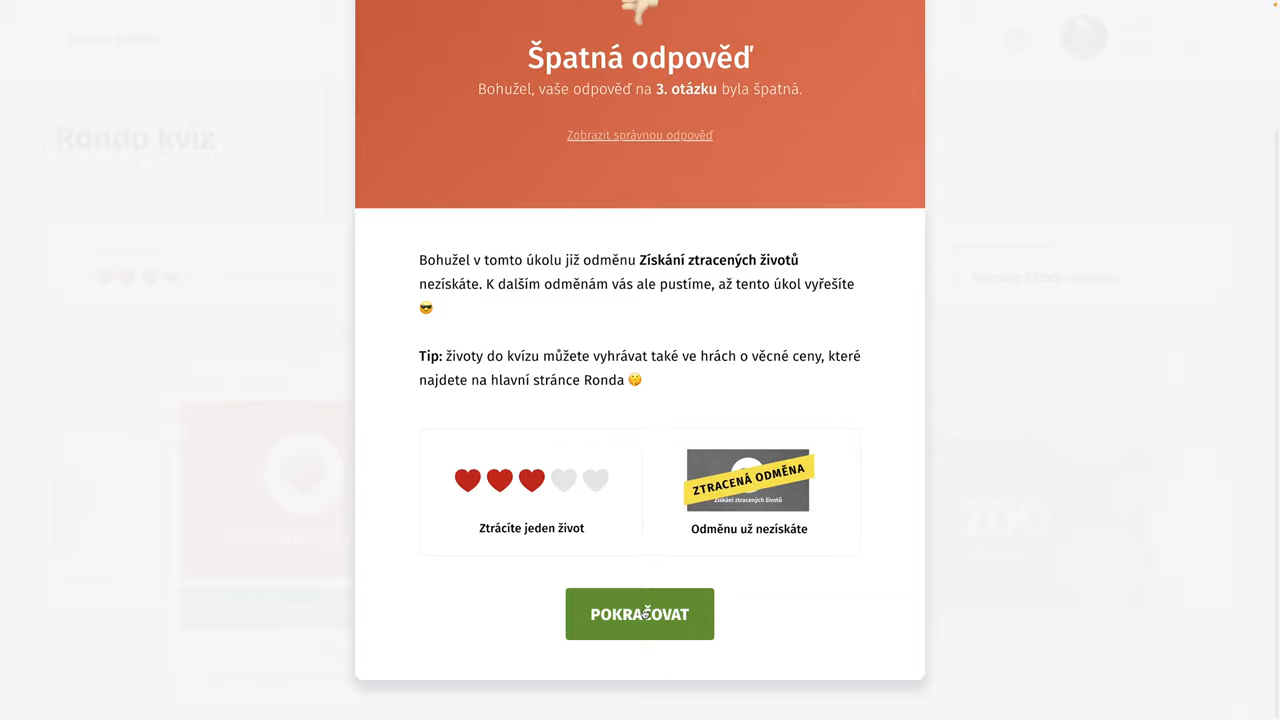 Špatná odpověď
Bohužel, vaše odpověď na 3. otázku byla špatná.
Zobrazit správnou odpověď
Rondo kvíz
Bohužel v tomto úkolu již odměnu Získání ztracených životů
nezískáte. K dalším odměnám vás ale pustíme, až tento úkol vyřešíte
😎
Tip: životy do kvízu můžete vyhrávat také ve hrách o věcné ceny, které
najdete na hlavní stránce Ronda 🤭
ZTRACENÁ ODMĚNA
Získání ztracených životů
Ztrácíte jeden život
Odměnu už nezískáte
POKRAČOVAT